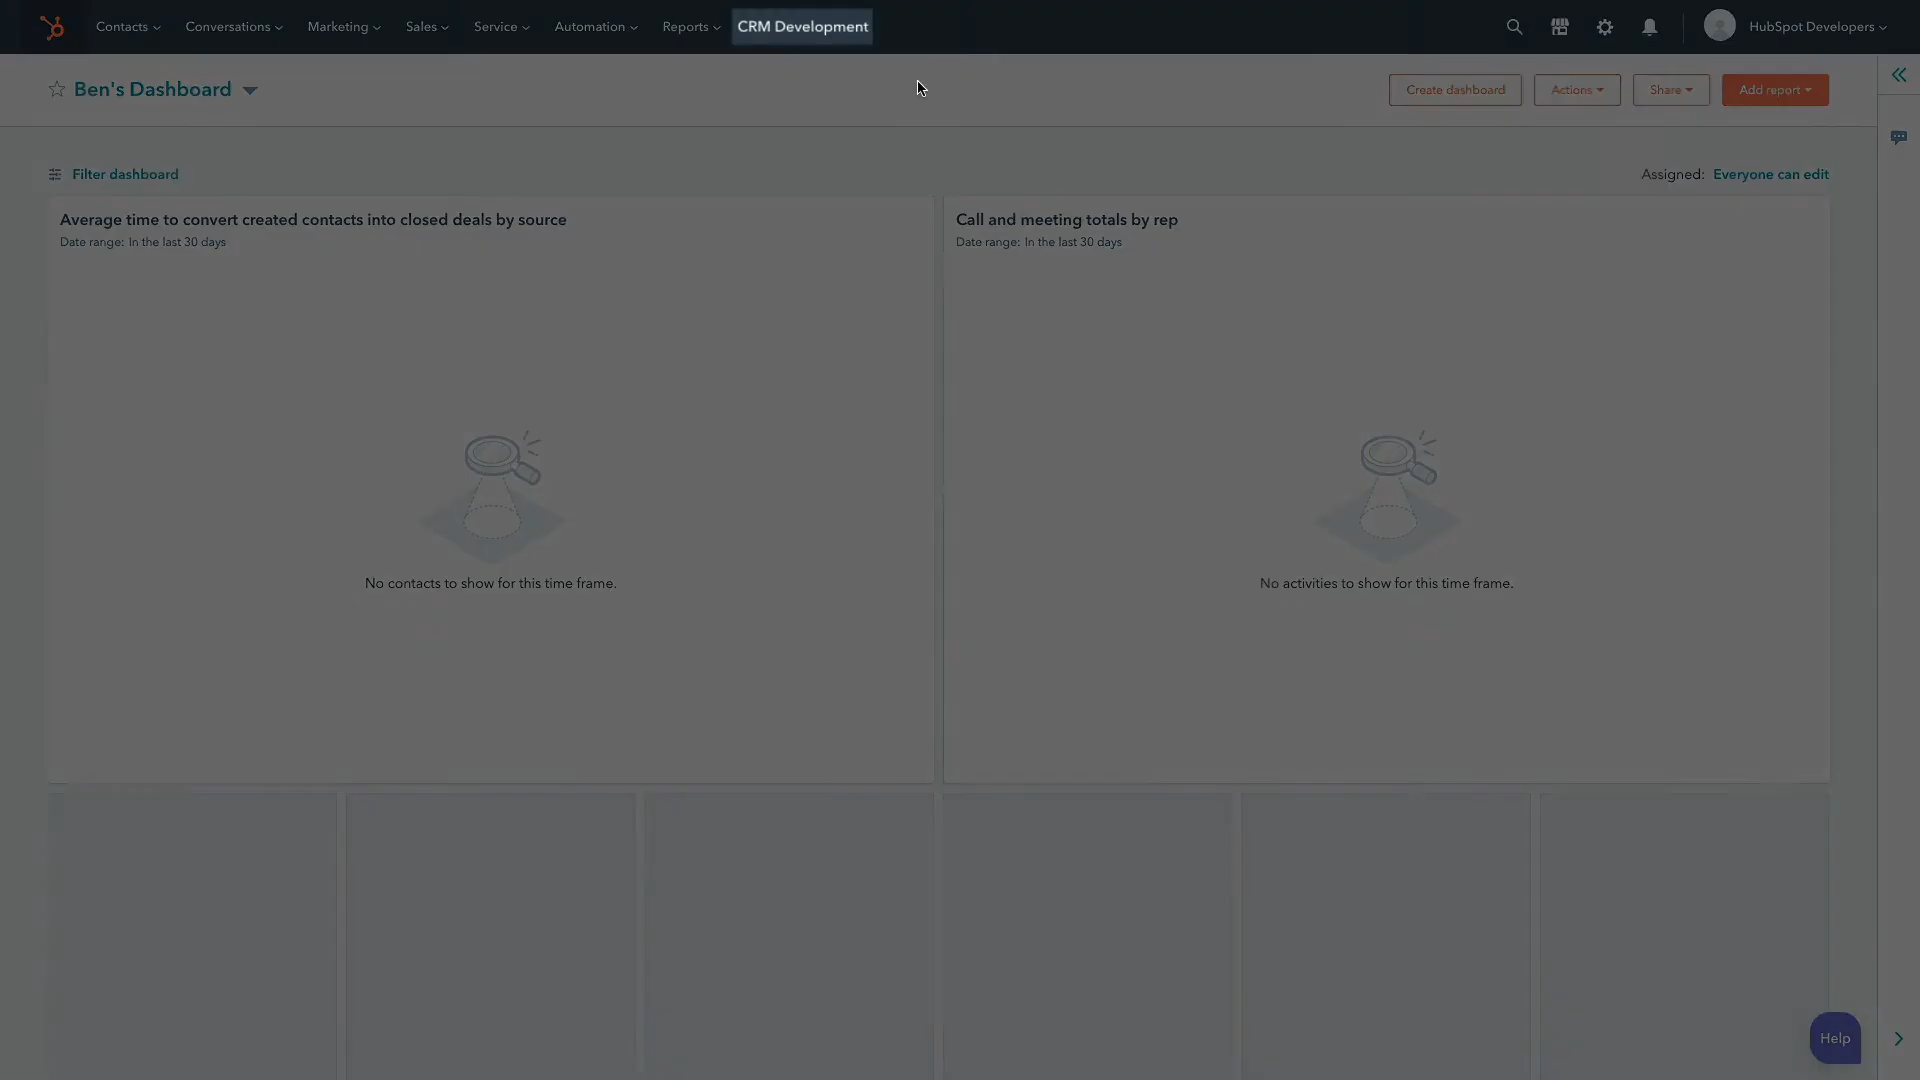 Contacts Conversations Marketing Sales Service Automation Reports CRM Development HubSpot Developers
Ben's Dashboard Create dashboard Actions Share Add report
Filter dashboard Assigned: Everyone can edit
Average time to convert created contacts into closed deals by source
Date range: In the last 30 days
Call and meeting totals by rep
Date range: In the last 30 days
No contacts to show for this time frame.
No activities to show for this time frame.
Help